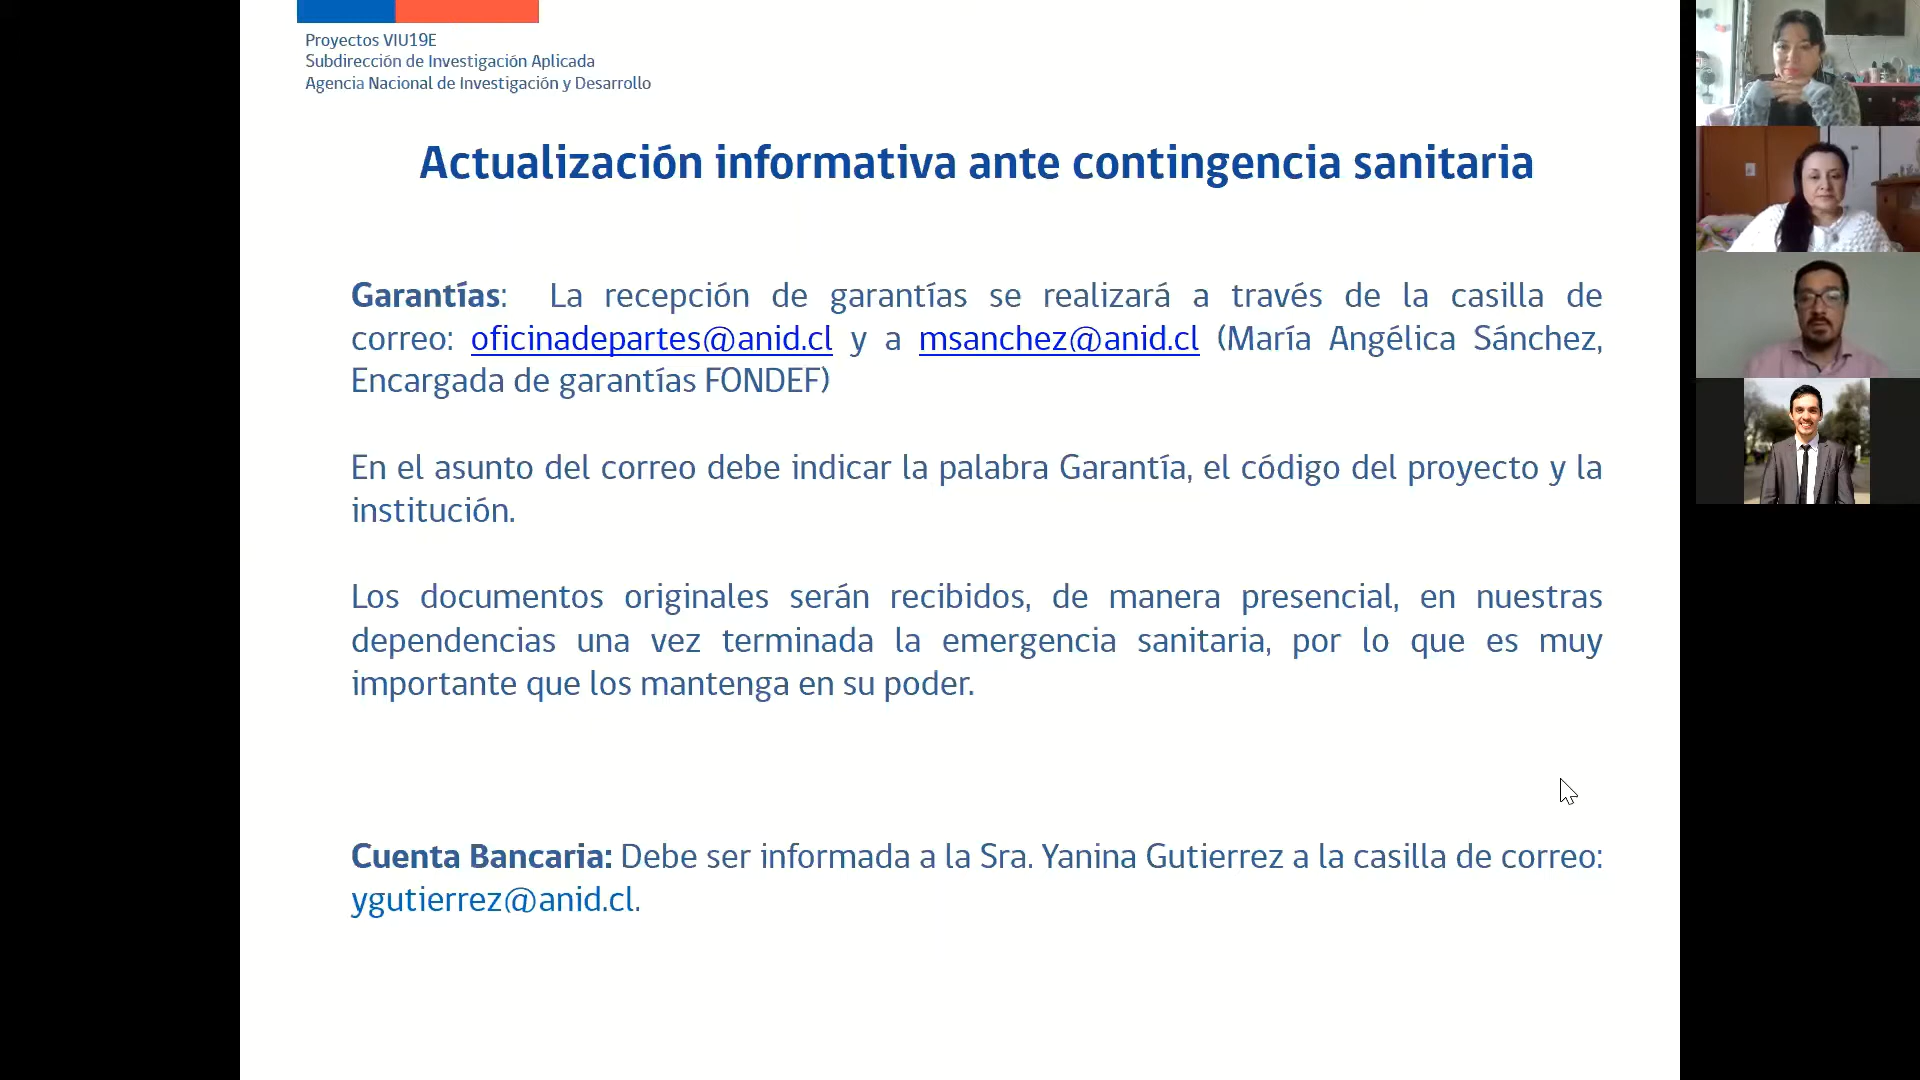 Proyectos VIU19E
Subdirección de Investigación Aplicada
Agencia Nacional de Investigación y Desarrollo
Actualización informativa ante contingencia sanitaria
Garantías: La recepción de garantías se realizará a través de la casilla de
correo: oficinadepartes@anid.cl y a msanchez@anid.cl (María Angélica Sánchez,
Encargada de garantías FONDEF)
En el asunto del correo debe indicar la palabra Garantía, el código del proyecto y la
institución.
Los documentos originales serán recibidos, de manera presencial, en nuestras
dependencias una vez terminada la emergencia sanitaria, por lo que es muy
importante que los mantenga en su poder.
Cuenta Bancaria: Debe ser informada a la Sra. Yanina Gutierrez a la casilla de correo:
ygutierrez@anid.cl.